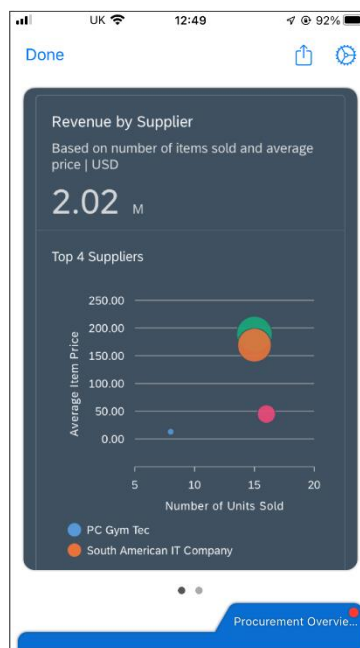 UK
12:49
92%
Done
Revenue by Supplier
Based on number of items sold and average
price | USD
2.02 M
Top 4 Suppliers
Average Item Price
250.00
200.00
150.00
100.00
50.00
0.00
5 10 15 20
Number of Units Sold
PC Gym Tec
South American IT Company
Procurement Overvie...